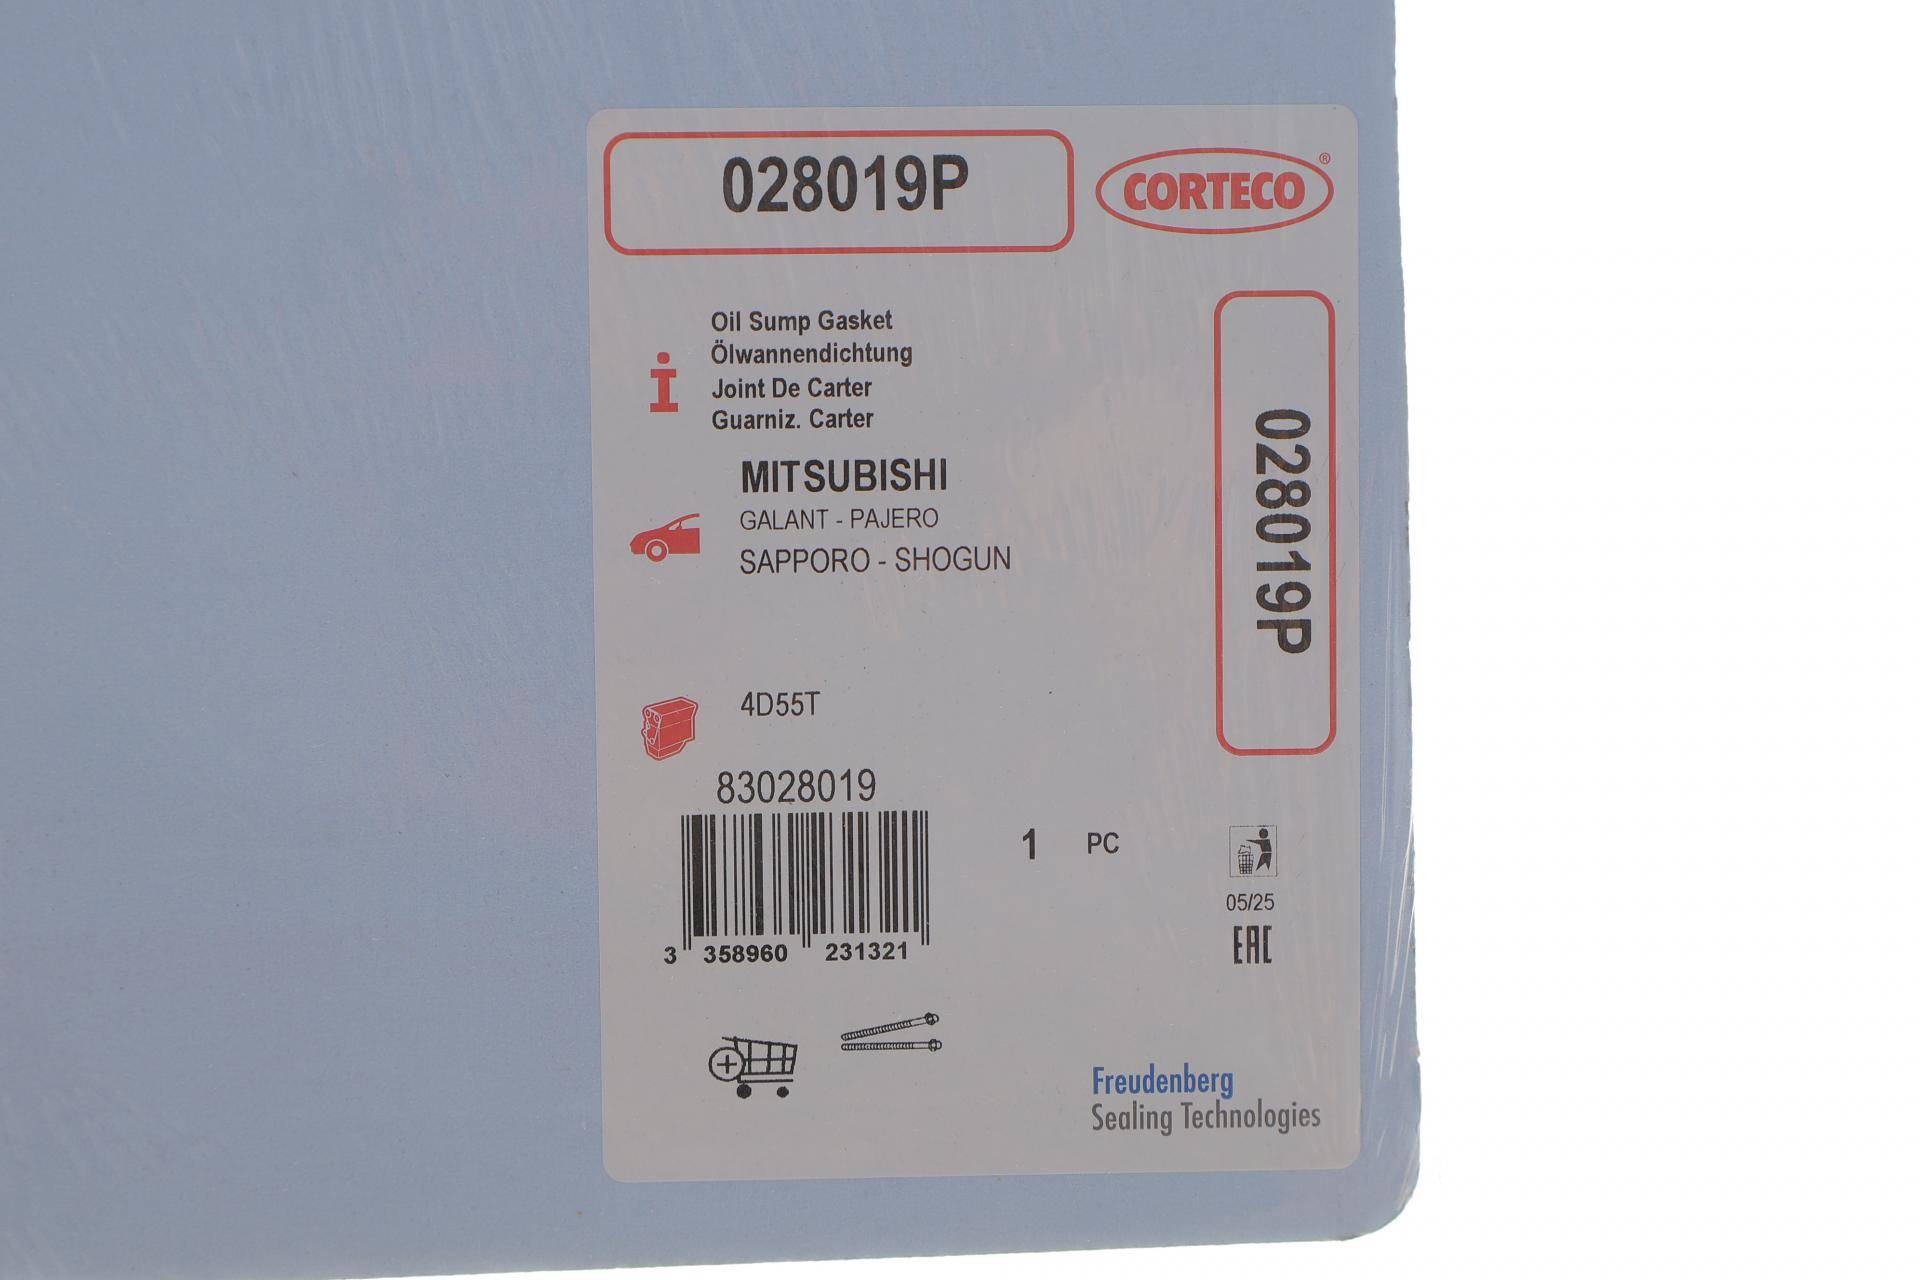 028019P
CORTECO®
Oil Sump Gasket
Ölwannendichtung
Joint De Carter
Guarniz. Carter
MITSUBISHI
GALANT - PAJERO
SAPPORO - SHOGUN
028019P
4D55T
83028019
3 358960 231321
1 PC
05/25
EAC
Freudenberg
Sealing Technologies